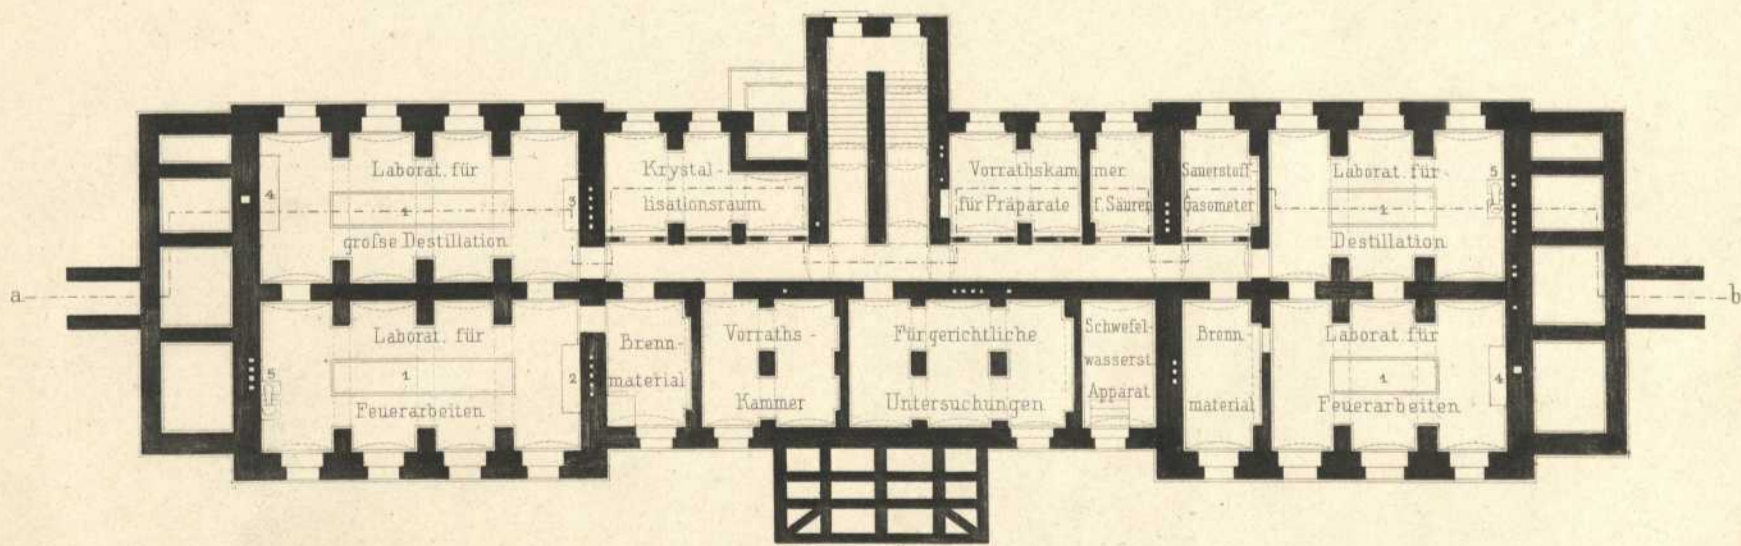 Laborat. für
4
1
3
grofse Destillation
Krystal-
lisationsraum
Vorrathskammer
für Präparate
f. Säuren
Sauerstoff-
Gasometer
Laborat. für
5
1
Destillation
a
b
Laborat. für
5
1
2
Feuerarbeiten
Brenn-
material
Vorraths-
Kammer
Für gerichtliche
Untersuchungen
Schwefel-
wasserst.
Apparat
Brenn-
material
Laborat. für
1
4
Feuerarbeiten